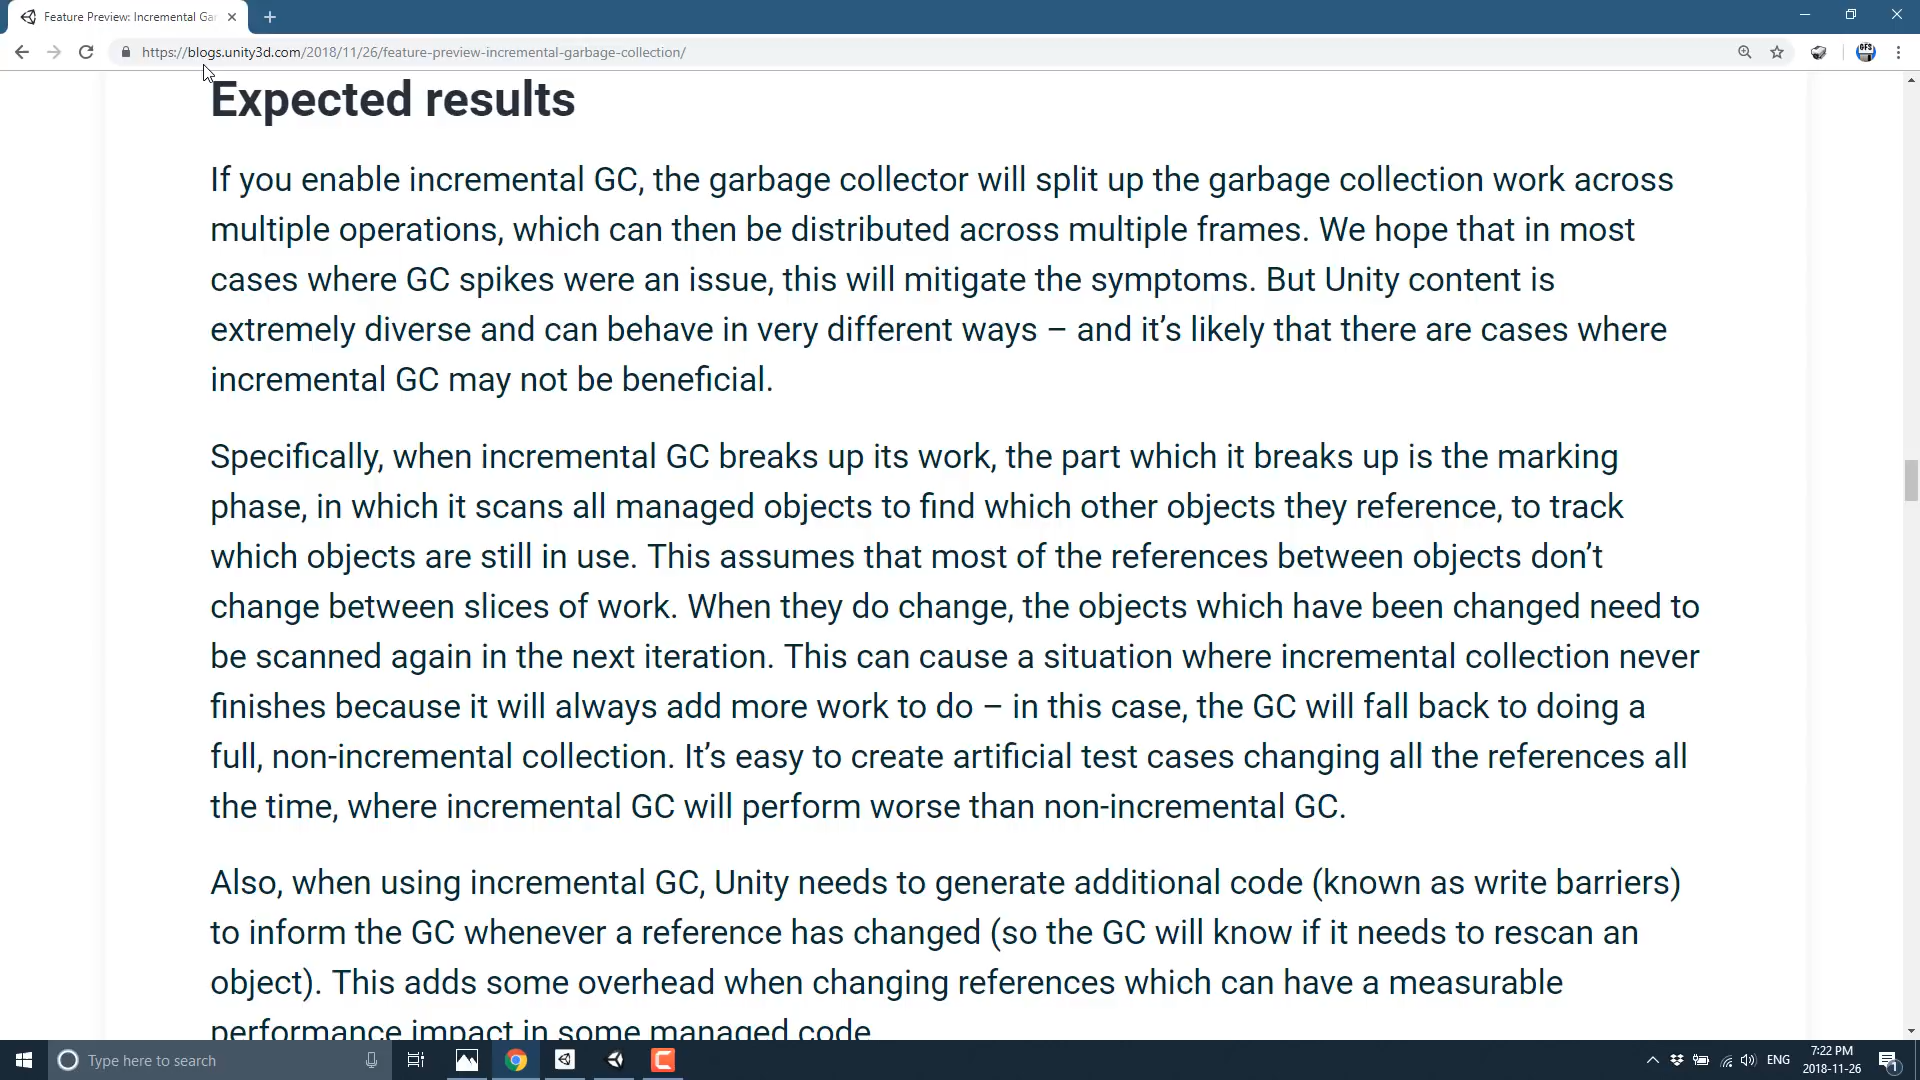 Feature Preview: Incremental Ga
https://blogs.unity3d.com/2018/11/26/feature-preview-incremental-garbage-collection/
Expected results
If you enable incremental GC, the garbage collector will split up the garbage collection work across
multiple operations, which can then be distributed across multiple frames. We hope that in most
cases where GC spikes were an issue, this will mitigate the symptoms. But Unity content is
extremely diverse and can behave in very different ways – and it’s likely that there are cases where
incremental GC may not be beneficial.
Specifically, when incremental GC breaks up its work, the part which it breaks up is the marking
phase, in which it scans all managed objects to find which other objects they reference, to track
which objects are still in use. This assumes that most of the references between objects don’t
change between slices of work. When they do change, the objects which have been changed need to
be scanned again in the next iteration. This can cause a situation where incremental collection never
finishes because it will always add more work to do – in this case, the GC will fall back to doing a
full, non-incremental collection. It’s easy to create artificial test cases changing all the references all
the time, where incremental GC will perform worse than non-incremental GC.
Also, when using incremental GC, Unity needs to generate additional code (known as write barriers)
to inform the GC whenever a reference has changed (so the GC will know if it needs to rescan an
object). This adds some overhead when changing references which can have a measurable
performance impact in some managed code
Type here to search
ENG
7:22 PM
2018-11-26
1
GFS